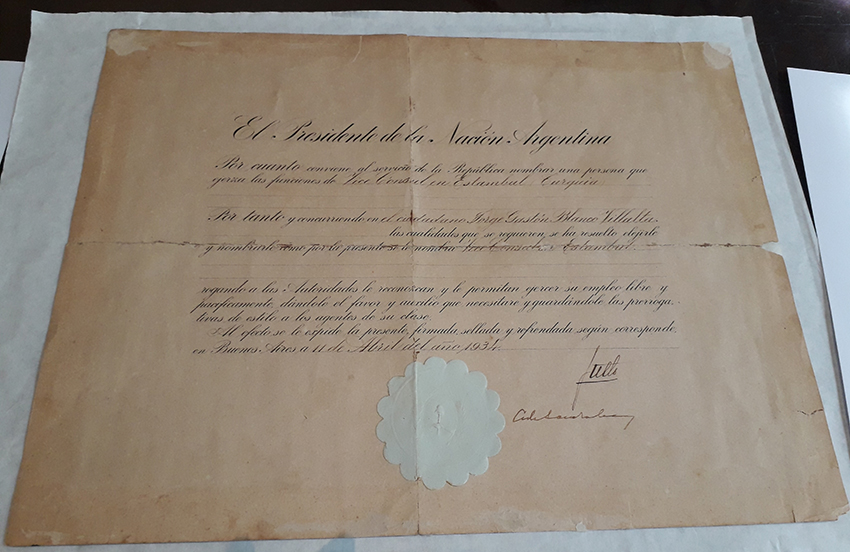 El Presidente de la Nación Argentina
Por cuanto conviene al servicio de la República nombrar una persona que
ejerza las funciones de Vice Consul en Estambul. Turquía
Por tanto y concurriendo en el ciudadano Jorge Gastón Blanco Villalta
las cualidades que se requieren, se ha resuelto elejirlo
y nombrarlo como por la presente se le nombra Vice Consul Estambul.
rogando a las Autoridades le reconozcan y le permitan ejercer su empleo libre y
pacíficamente, dándole el favor y auxilio que necesitare y guardándole las prerroga-
tivas de estilo a los agentes de su clase.
Al efecto se le expide la presente, firmada, sellada y refrendada según corresponde,
en Buenos Aires a 11 de Abril del año 1934.
Justo